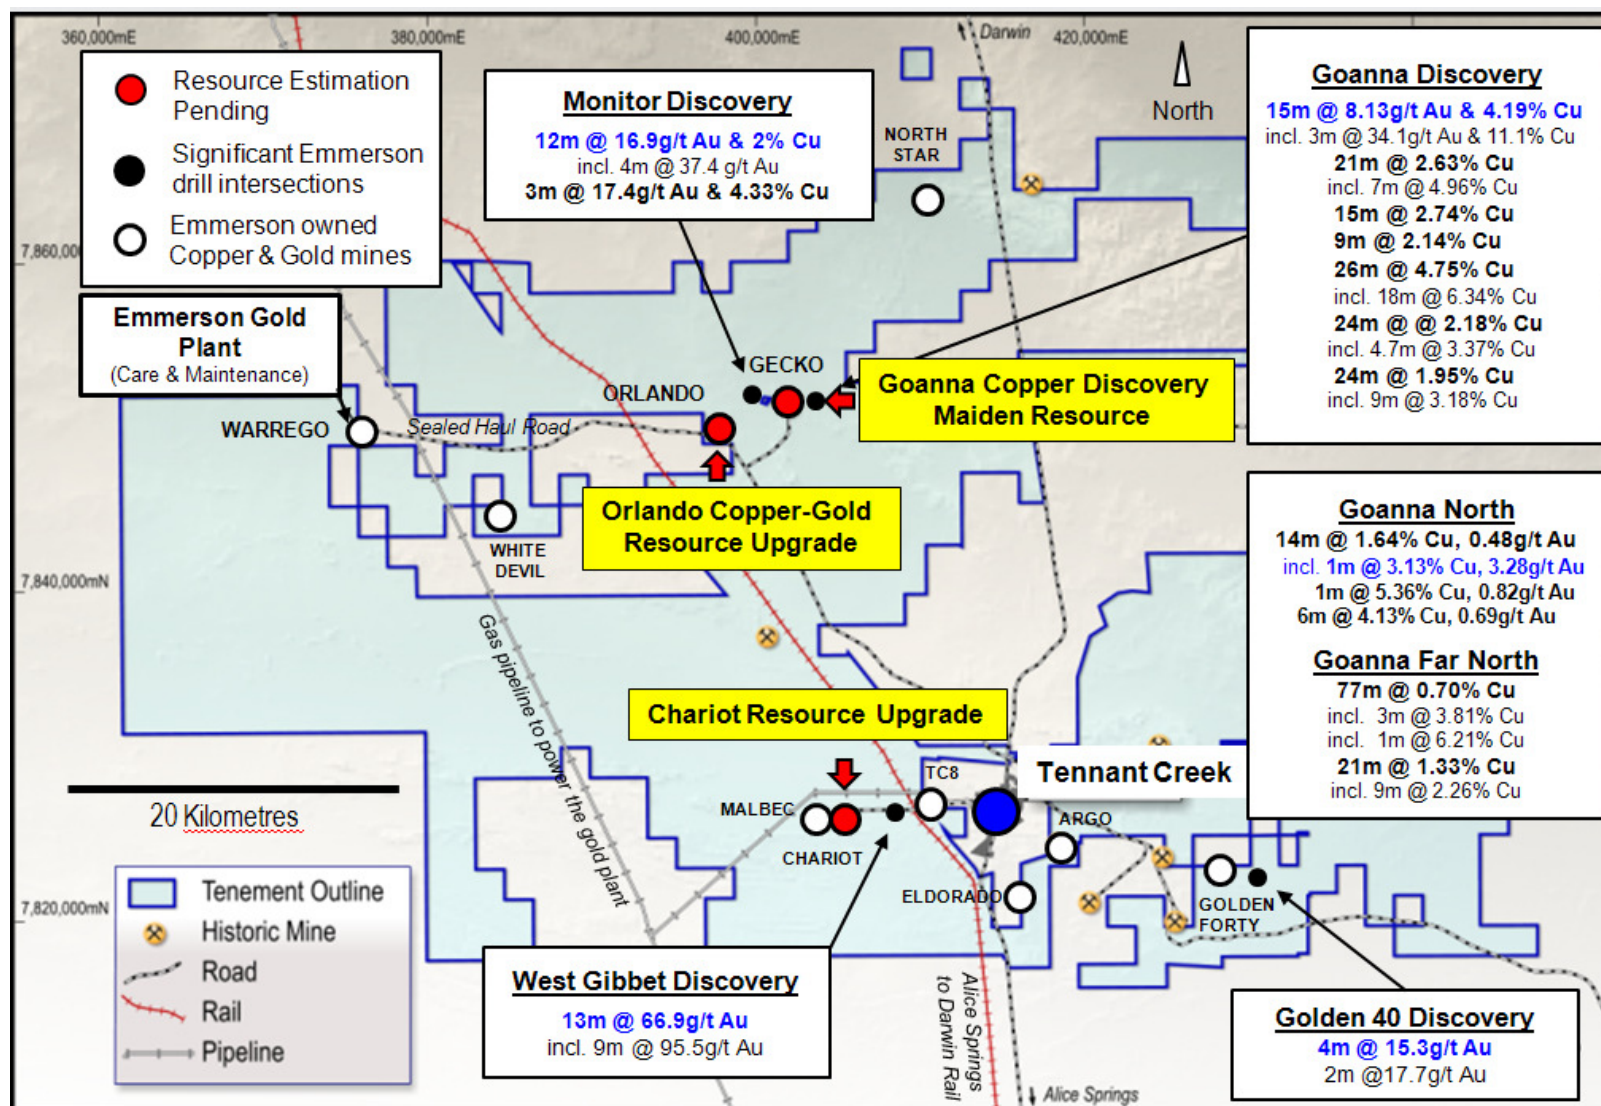 360,000mE
380,000mE
400,000mE
420,000mE
Darwin
North
Resource Estimation
Pending
Significant Emmerson
drill intersections
Emmerson owned
Copper & Gold mines
Monitor Discovery
12m @ 16.9g/t Au & 2% Cu
incl. 4m @ 37.4 g/t Au
3m @ 17.4g/t Au & 4.33% Cu
NORTH
STAR
Goanna Discovery
15m @ 8.13g/t Au & 4.19% Cu
incl. 3m @ 34.1g/t Au & 11.1% Cu
21m @ 2.63% Cu
incl. 7m @ 4.96% Cu
15m @ 2.74% Cu
9m @ 2.14% Cu
26m @ 4.75% Cu
incl. 18m @ 6.34% Cu
24m @ @ 2.18% Cu
incl. 4.7m @ 3.37% Cu
24m @ 1.95% Cu
incl. 9m @ 3.18% Cu
Emmerson Gold
Plant
(Care & Maintenance)
WARREGO
Sealed Haul Road
ORLANDO
GECKO
Goanna Copper Discovery
Maiden Resource
Orlando Copper-Gold
Resource Upgrade
WHITE
DEVIL
7,840,000mN
Goanna North
14m @ 1.64% Cu, 0.48g/t Au
incl. 1m @ 3.13% Cu, 3.28g/t Au
1m @ 5.36% Cu, 0.82g/t Au
6m @ 4.13% Cu, 0.69g/t Au
Goanna Far North
77m @ 0.70% Cu
incl. 3m @ 3.81% Cu
incl. 1m @ 6.21% Cu
21m @ 1.33% Cu
incl. 9m @ 2.26% Cu
Gas pipeline to power the gold plant
Chariot Resource Upgrade
20 Kilometres
MALBEC
CHARIOT
TC8
Tennant Creek
ARGO
ELDORADO
GOLDEN
FORTY
7,820,000mN
Tenement Outline
Historic Mine
Road
Rail
Pipeline
West Gibbet Discovery
13m @ 66.9g/t Au
incl. 9m @ 95.5g/t Au
Alice Springs
to Darwin Rail
Alice Springs
Golden 40 Discovery
4m @ 15.3g/t Au
2m @17.7g/t Au